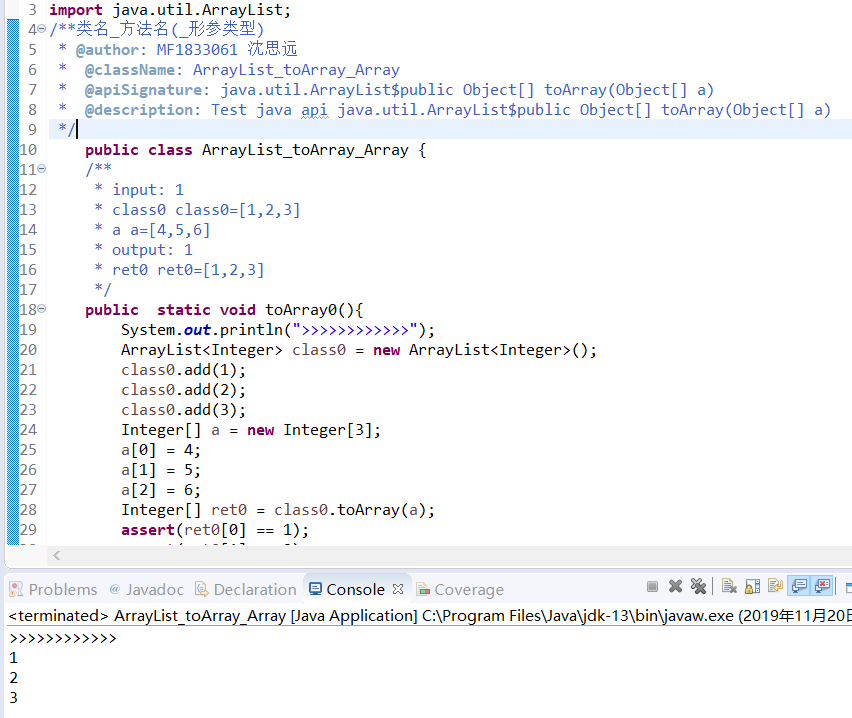 3 import java.util.ArrayList;
4 /**类名_方法名(_形参类型)
5 * @author: MF1833061 沈思远
6 * @className: ArrayList_toArray_Array
7 * @apiSignature: java.util.ArrayList$public Object[] toArray(Object[] a)
8 * @description: Test java api java.util.ArrayList$public Object[] toArray(Object[] a)
9 */
10 public class ArrayList_toArray_Array {
11 /**
12 * input: 1
13 * class0 class0=[1,2,3]
14 * a a=[4,5,6]
15 * output: 1
16 * ret0 ret0=[1,2,3]
17 */
18 public static void toArray0(){
19 System.out.println(">>>>>>>>>>>>");
20 ArrayList<Integer> class0 = new ArrayList<Integer>();
21 class0.add(1);
22 class0.add(2);
23 class0.add(3);
24 Integer[] a = new Integer[3];
25 a[0] = 4;
26 a[1] = 5;
27 a[2] = 6;
28 Integer[] ret0 = class0.toArray(a);
29 assert(ret0[0] == 1);
Problems @ Javadoc Declaration Console Coverage
<terminated> ArrayList_toArray_Array [Java Application] C:\Program Files\Java\jdk-13\bin\javaw.exe (2019年11月20日
>>>>>>>>>>>>
1
2
3